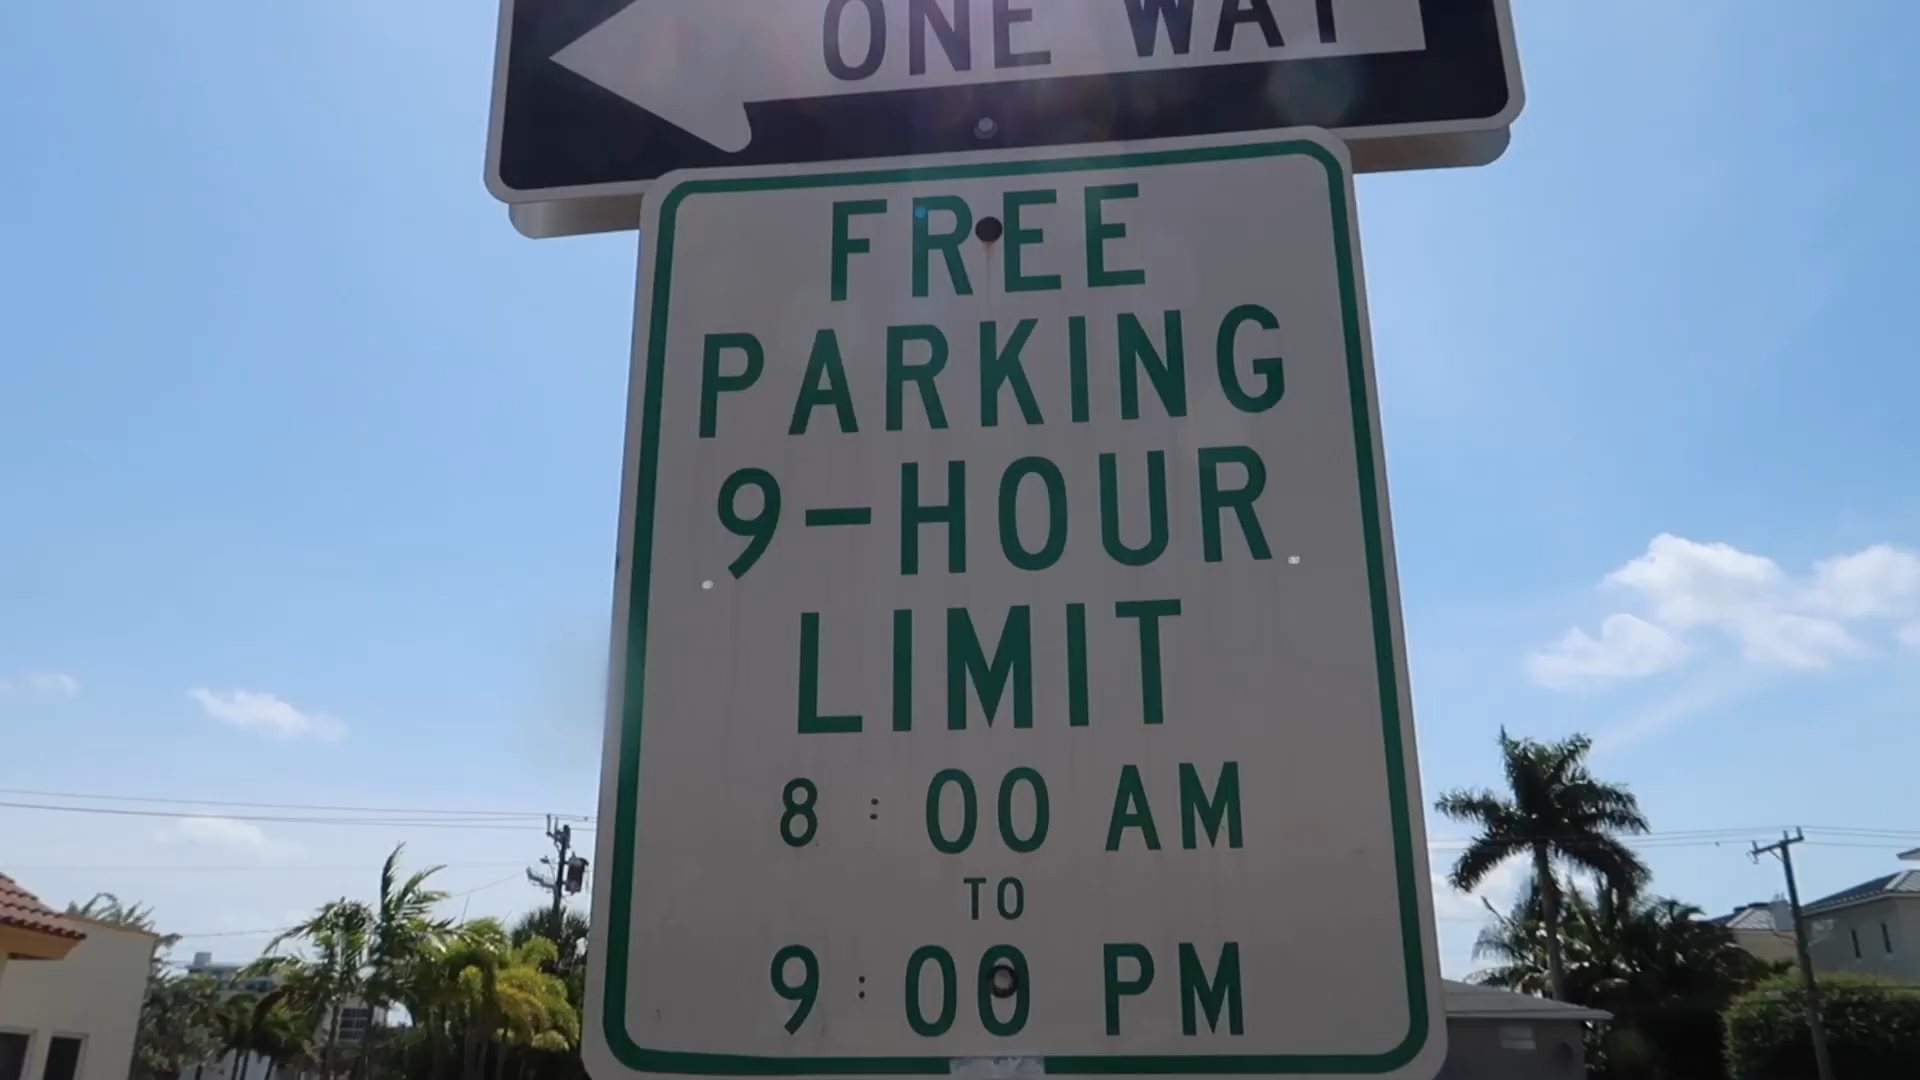 ONE WAY
FREE
PARKING
9-HOUR
LIMIT
8:00 AM
TO
9:00 PM